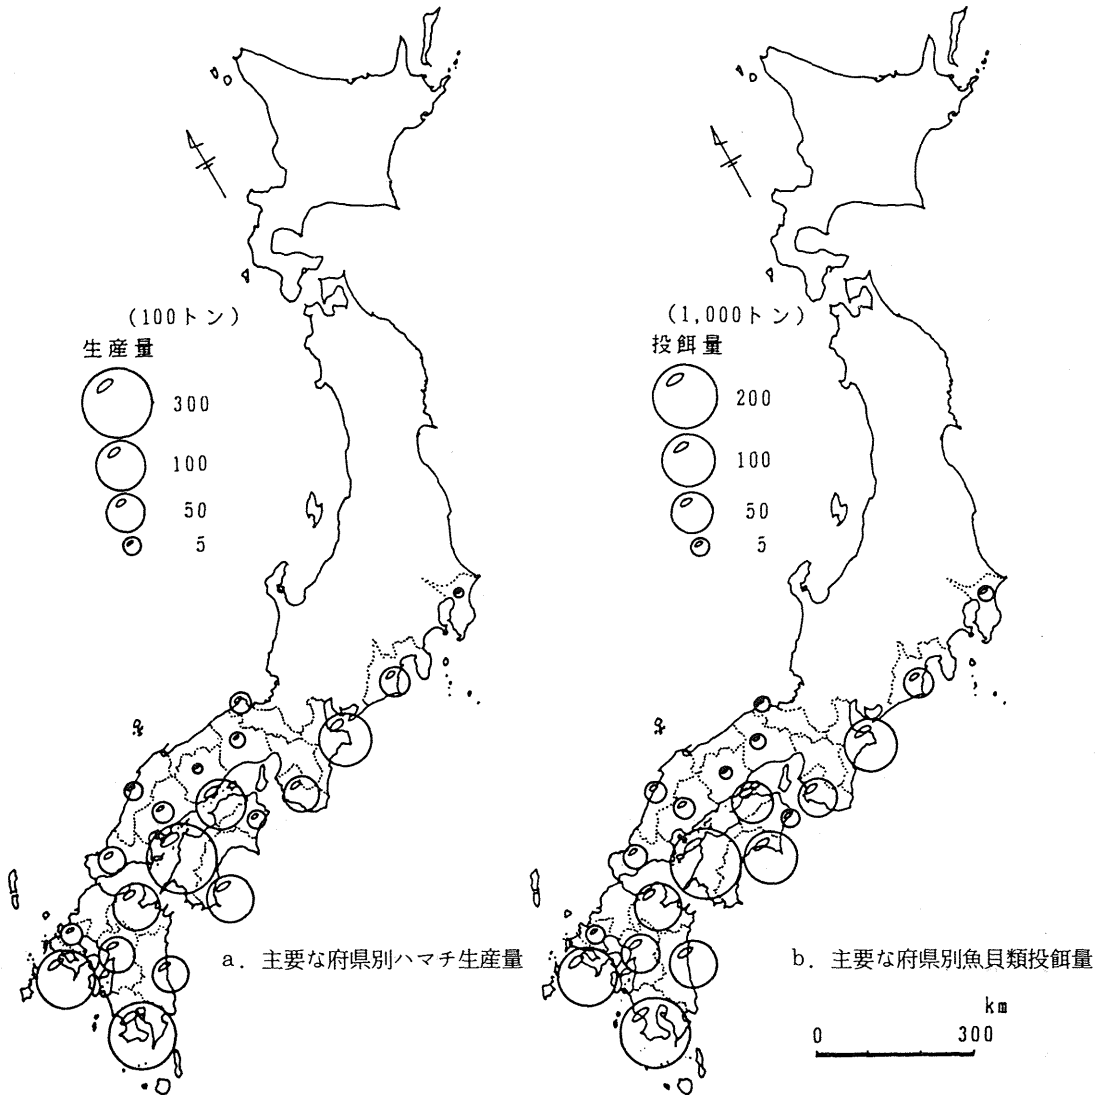 (100トン)
生産量
300
100
50
5
a. 主要な府県別ハマチ生産量
(1,000トン)
投餌量
200
100
50
5
b. 主要な府県別魚貝類投餌量
km
0 300